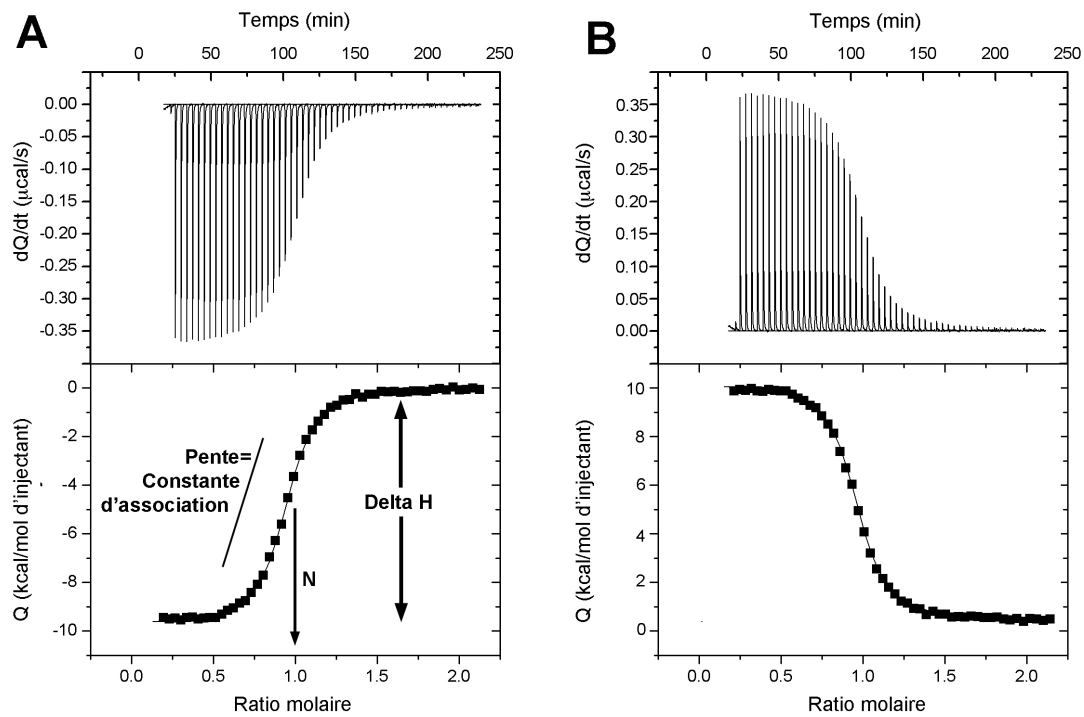 A
Temps (min)
0 50 100 150 200 250
0.00
-0.05
-0.10
-0.15
-0.20
-0.25
-0.30
-0.35
dQ/dt (µcal/s)
0
-2
-4
-6
-8
-10
Q (kcal/mol d'injectant)
Pente=
Constante
d'association
Delta H
N
0.0 0.5 1.0 1.5 2.0
Ratio molaire
B
Temps (min)
0 50 100 150 200 250
0.35
0.30
0.25
0.20
0.15
0.10
0.05
0.00
dQ/dt (µcal/s)
10
8
6
4
2
0
Q (kcal/mol d'injectant)
0.0 0.5 1.0 1.5 2.0
Ratio molaire